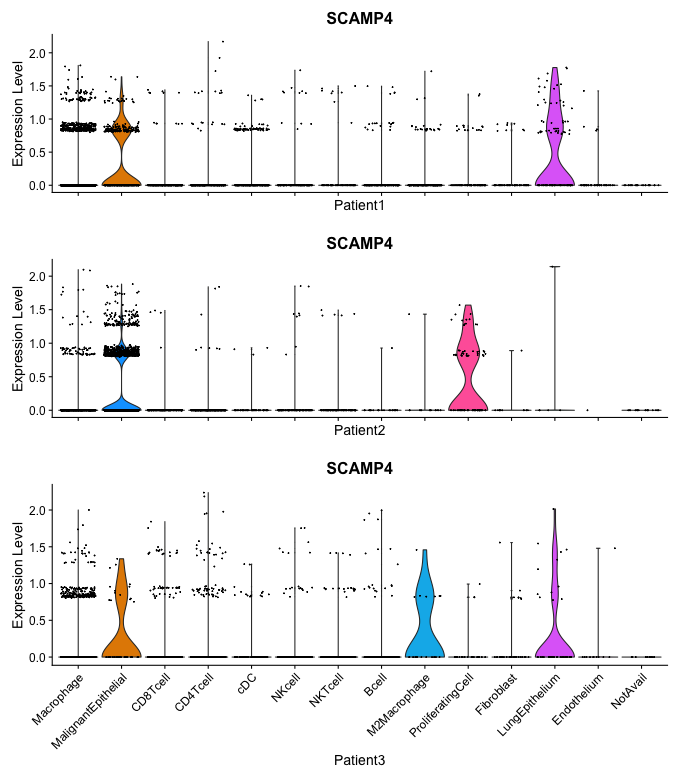 SCAMP4
Expression Level
2.0
1.5
1.0
0.5
0.0
Patient1
SCAMP4
Expression Level
2.0
1.5
1.0
0.5
0.0
Patient2
SCAMP4
Expression Level
2.0
1.5
1.0
0.5
0.0
Macrophage
MalignantEpithelial
CD8Tcell
CD4Tcell
cDC
NKcell
NKTcell
Bcell
M2Macrophage
ProliferatingCell
Fibroblast
LungEpithelium
Endothelium
NotAvail
Patient3